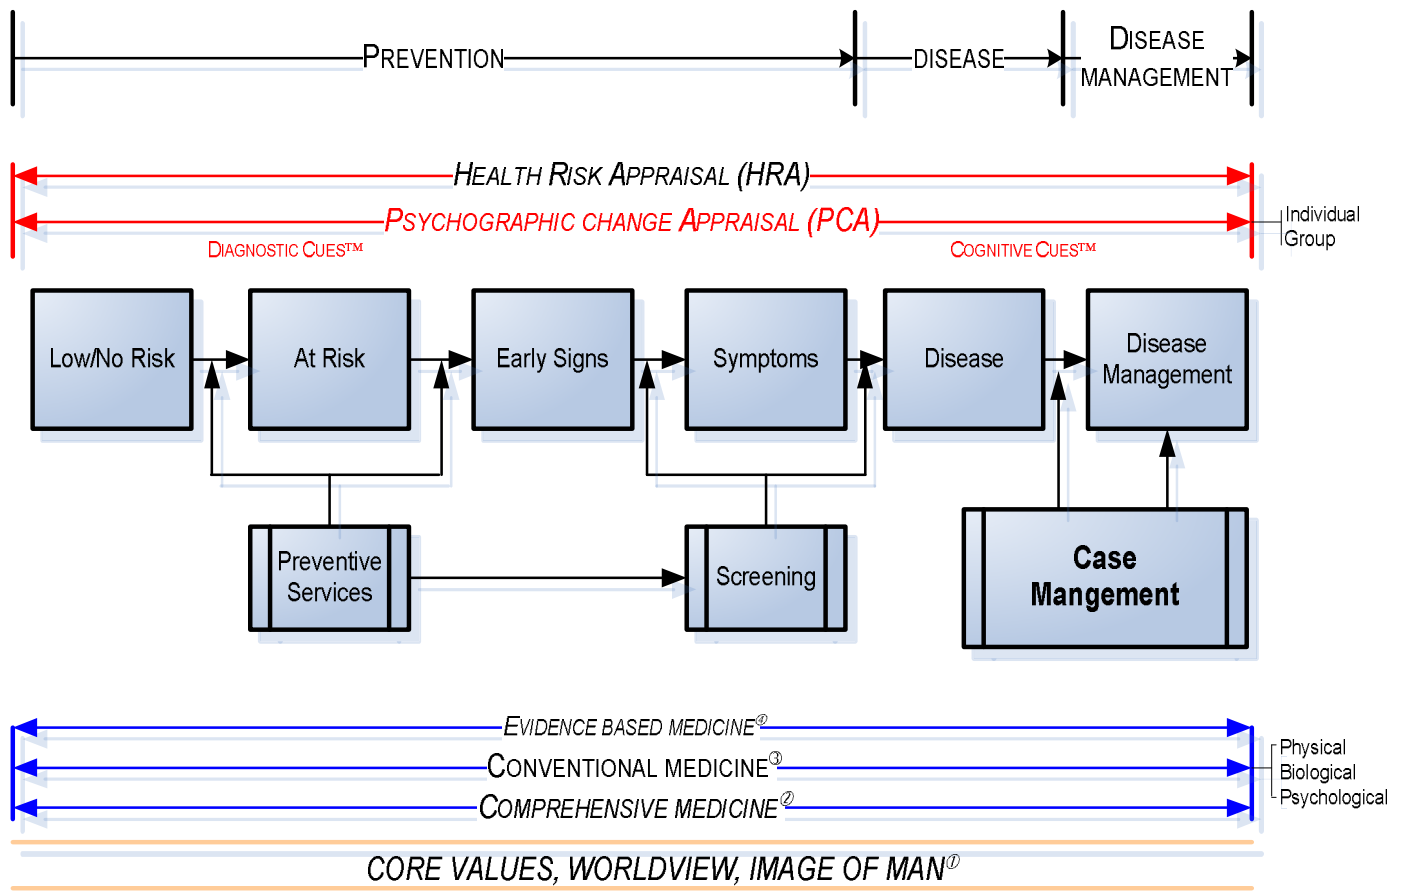 PREVENTION
DISEASE
DISEASE
MANAGEMENT
HEALTH RISK APPRAISAL (HRA)
PSYCHOGRAPHIC CHANGE APPRAISAL (PCA)
Individual
Group
DIAGNOSTIC CUES™
COGNITIVE CUES™
Low/No Risk
At Risk
Early Signs
Symptoms
Disease
Disease
Management
Preventive
Services
Screening
Case
Mangement
EVIDENCE BASED MEDICINE④
CONVENTIONAL MEDICINE③
COMPREHENSIVE MEDICINE②
Physical
Biological
Psychological
CORE VALUES, WORLDVIEW, IMAGE OF MAN①